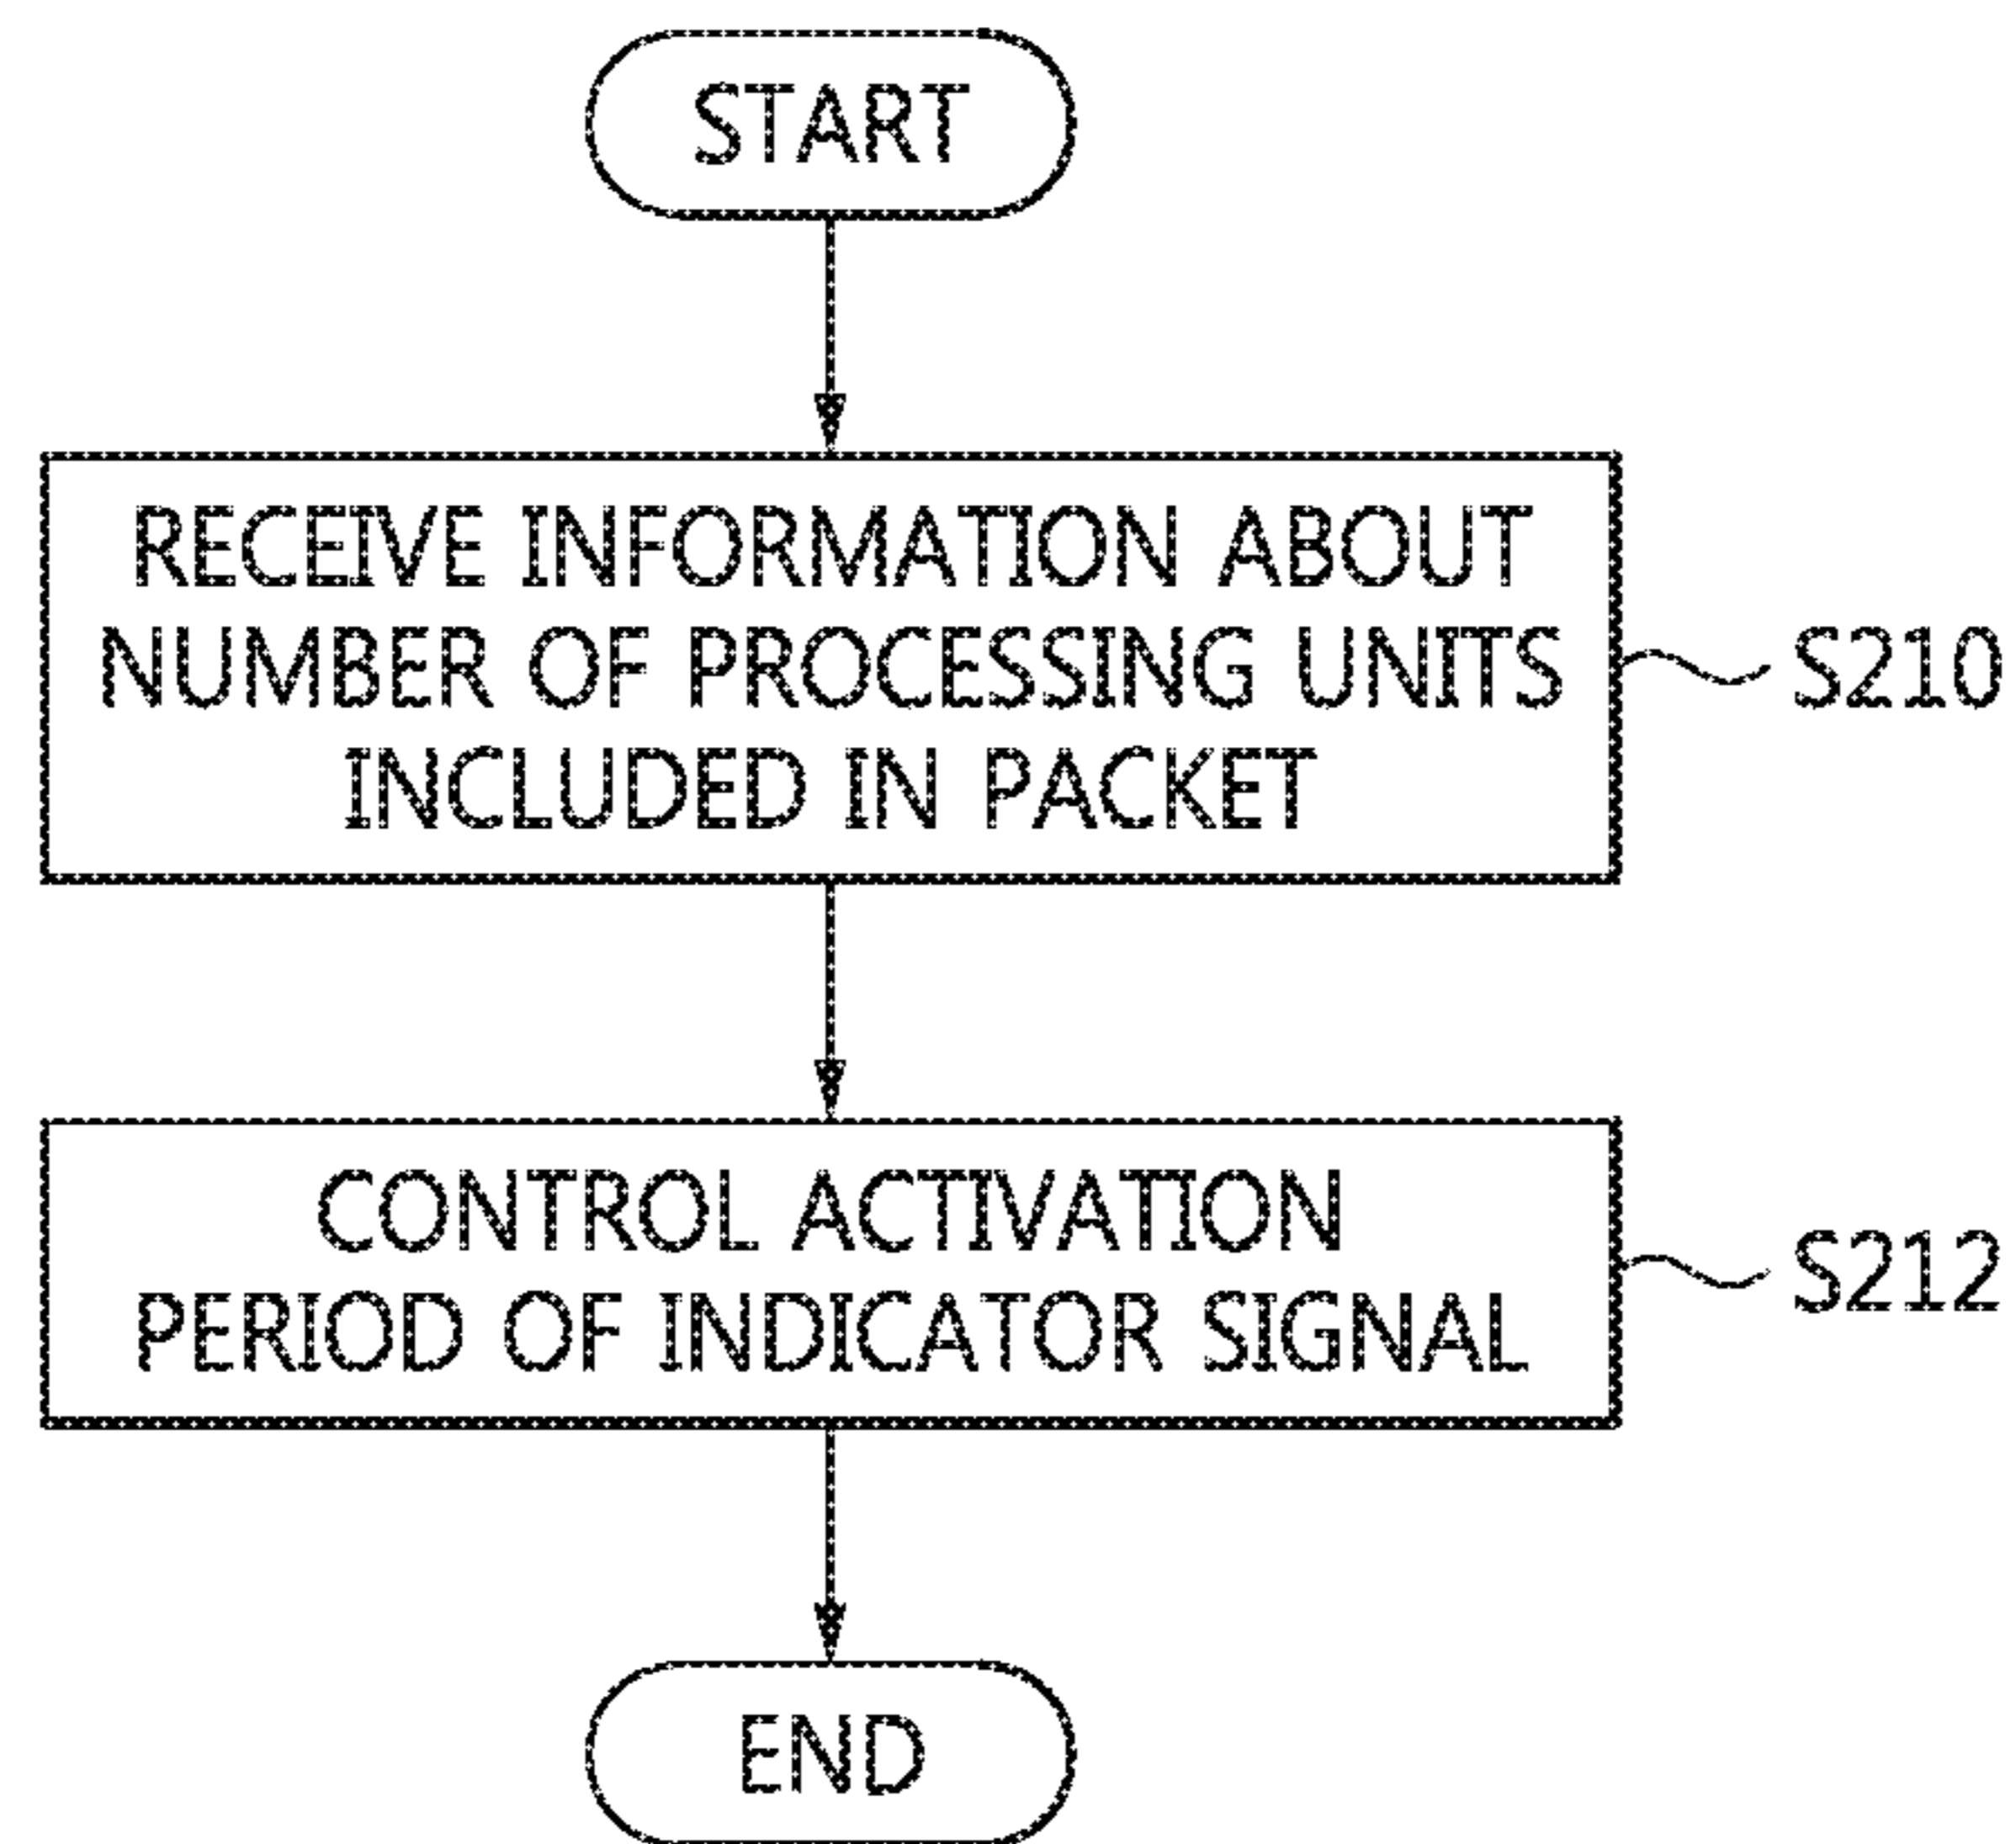 START
RECEIVE INFORMATION ABOUT
NUMBER OF PROCESSING UNITS
INCLUDED IN PACKET
S210
CONTROL ACTIVATION
PERIOD OF INDICATOR SIGNAL
S212
END